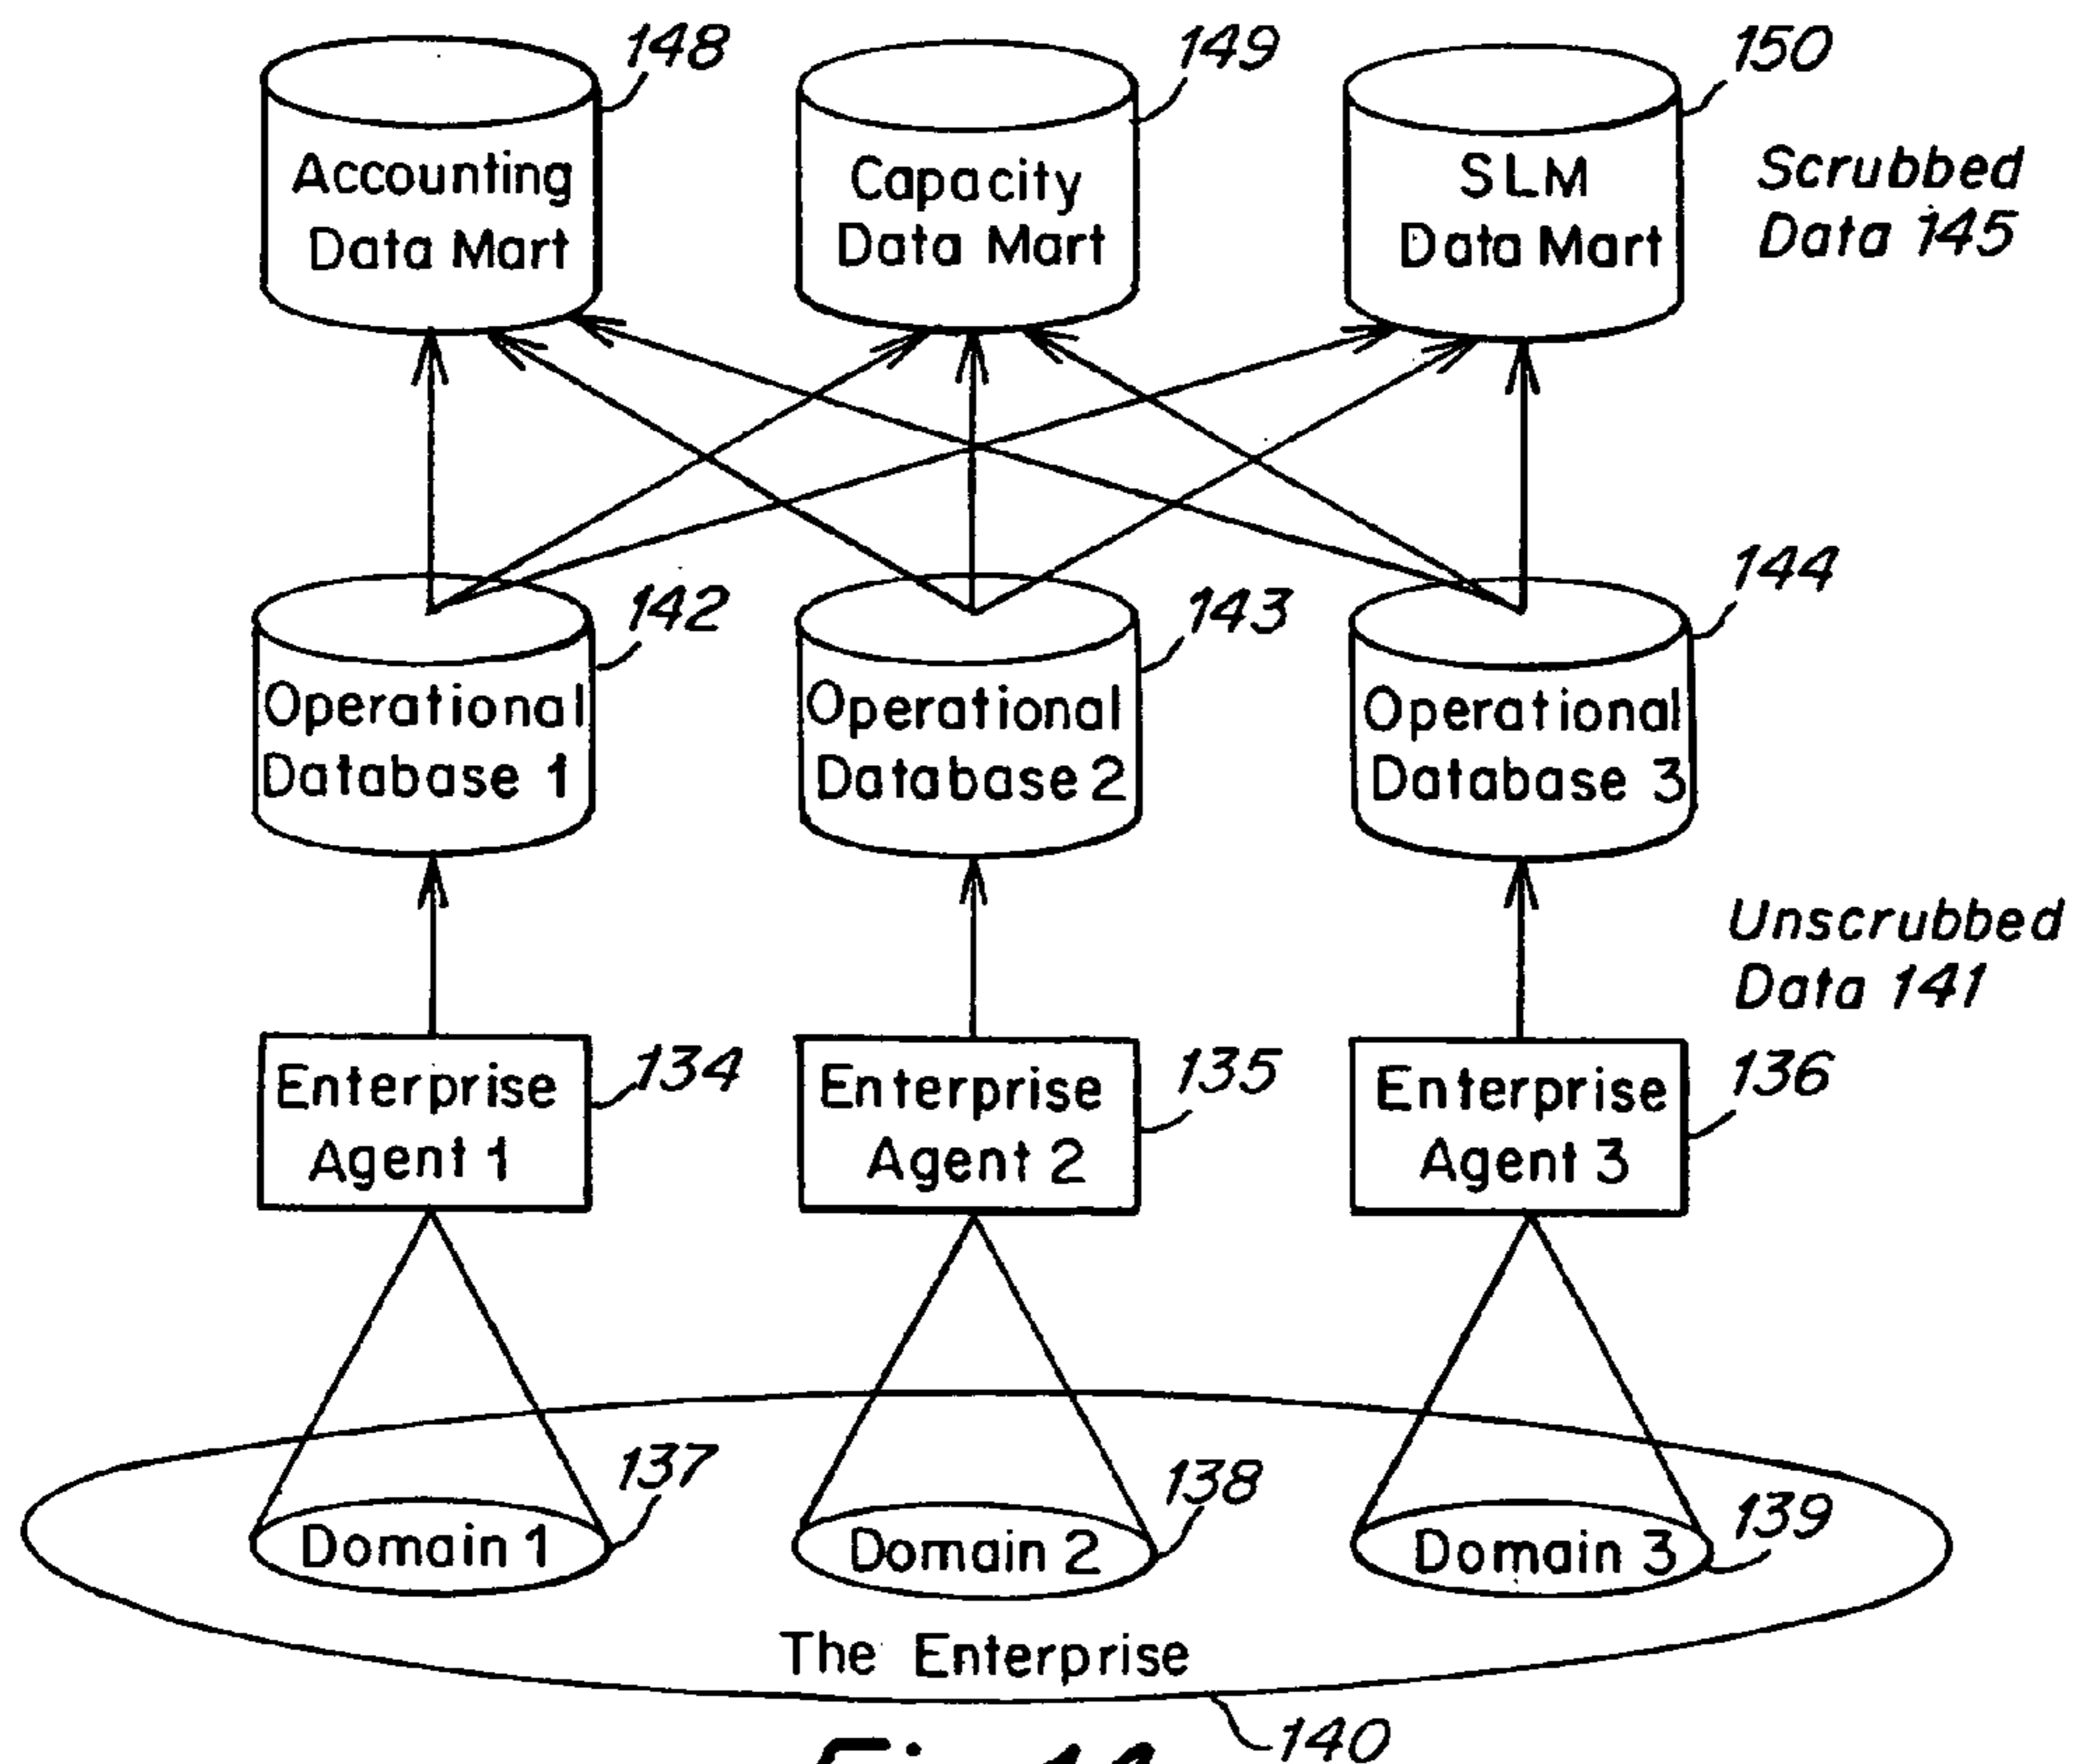 148
149
150
Accounting
Data Mart
Capacity
Data Mart
SLM
Data Mart
Scrubbed
Data 145
142
143
144
Operational
Database 1
Operational
Database 2
Operational
Database 3
Unscrubbed
Data 141
Enterprise
Agent 1
134
Enterprise
Agent 2
135
Enterprise
Agent 3
136
137
138
139
Domain 1
Domain 2
Domain 3
The Enterprise
140